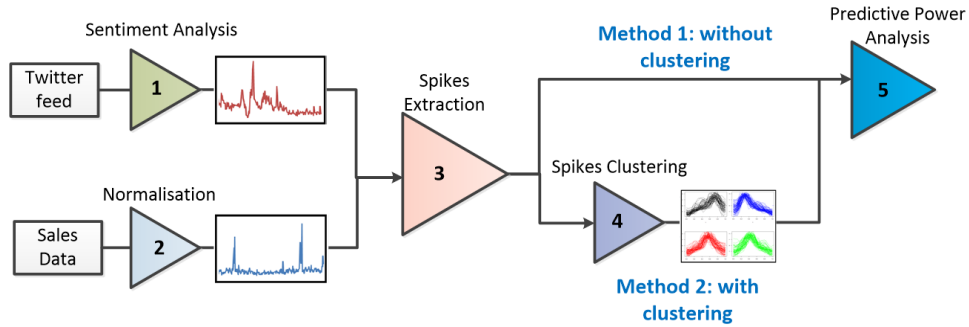 Sentiment Analysis
Twitter
feed
1
Normalisation
Sales
Data
2
Spikes
Extraction
3
Method 1: without
clustering
Spikes Clustering
4
Method 2: with
clustering
Predictive Power
Analysis
5